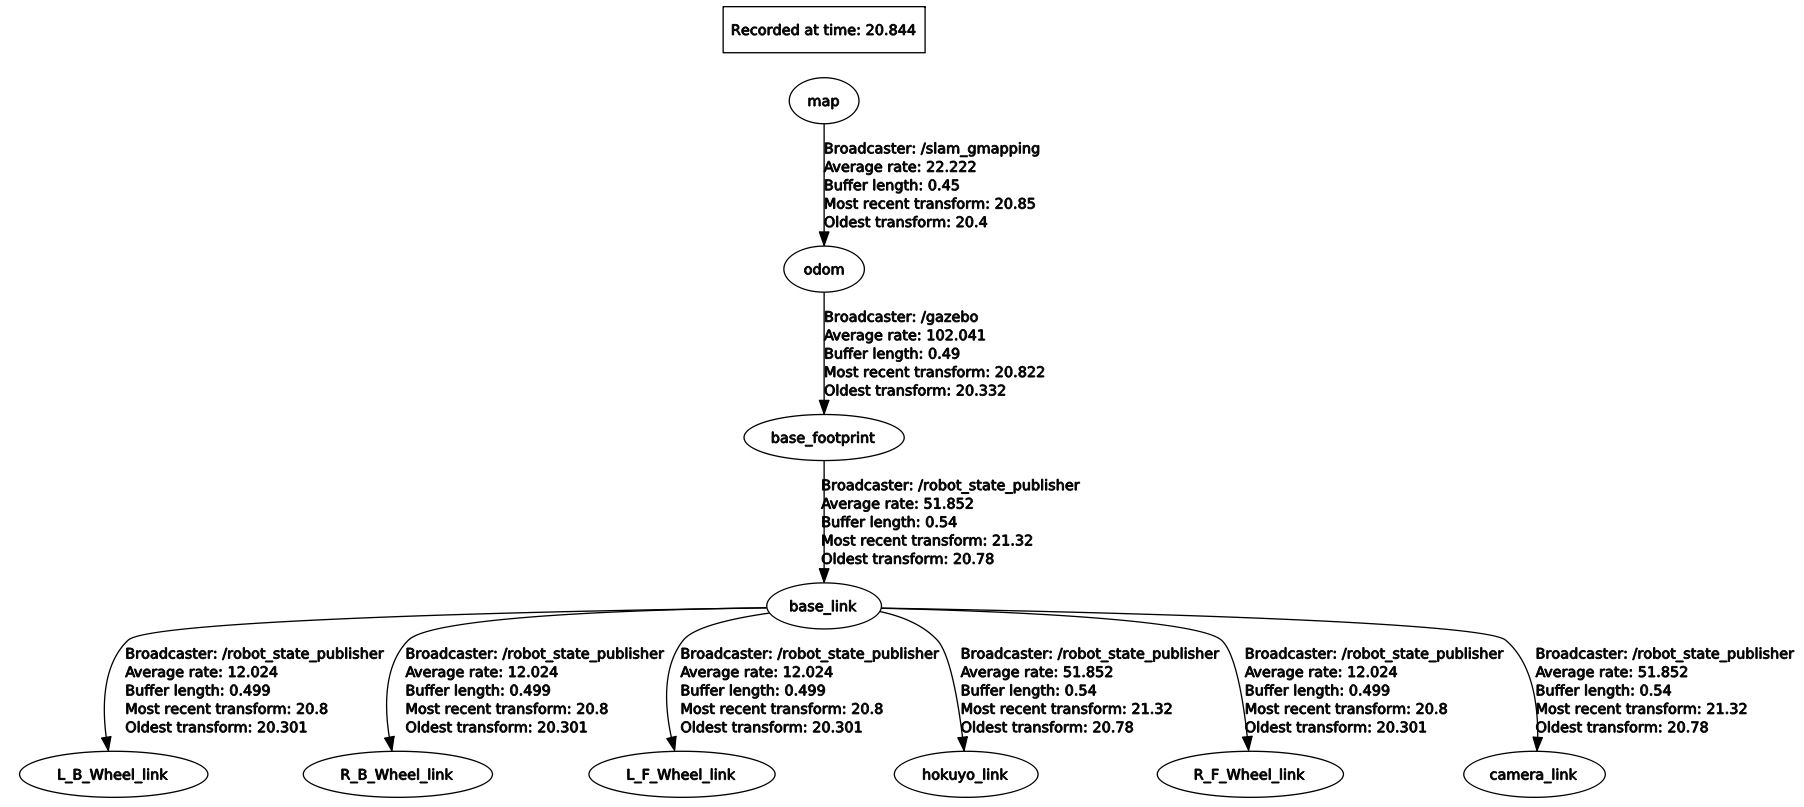 Recorded at time: 20.844
map
Broadcaster: /slam_gmapping
Average rate: 22.222
Buffer length: 0.45
Most recent transform: 20.85
Oldest transform: 20.4
odom
Broadcaster: /gazebo
Average rate: 102.041
Buffer length: 0.49
Most recent transform: 20.822
Oldest transform: 20.332
base_footprint
Broadcaster: /robot_state_publisher
Average rate: 51.852
Buffer length: 0.54
Most recent transform: 21.32
Oldest transform: 20.78
base_link
Broadcaster: /robot_state_publisher
Average rate: 12.024
Buffer length: 0.499
Most recent transform: 20.8
Oldest transform: 20.301
L_B_Wheel_link
Broadcaster: /robot_state_publisher
Average rate: 12.024
Buffer length: 0.499
Most recent transform: 20.8
Oldest transform: 20.301
R_B_Wheel_link
Broadcaster: /robot_state_publisher
Average rate: 12.024
Buffer length: 0.499
Most recent transform: 20.8
Oldest transform: 20.301
L_F_Wheel_link
Broadcaster: /robot_state_publisher
Average rate: 51.852
Buffer length: 0.54
Most recent transform: 21.32
Oldest transform: 20.78
hokuyo_link
Broadcaster: /robot_state_publisher
Average rate: 12.024
Buffer length: 0.499
Most recent transform: 20.8
Oldest transform: 20.301
R_F_Wheel_link
Broadcaster: /robot_state_publisher
Average rate: 51.852
Buffer length: 0.54
Most recent transform: 21.32
Oldest transform: 20.78
camera_link